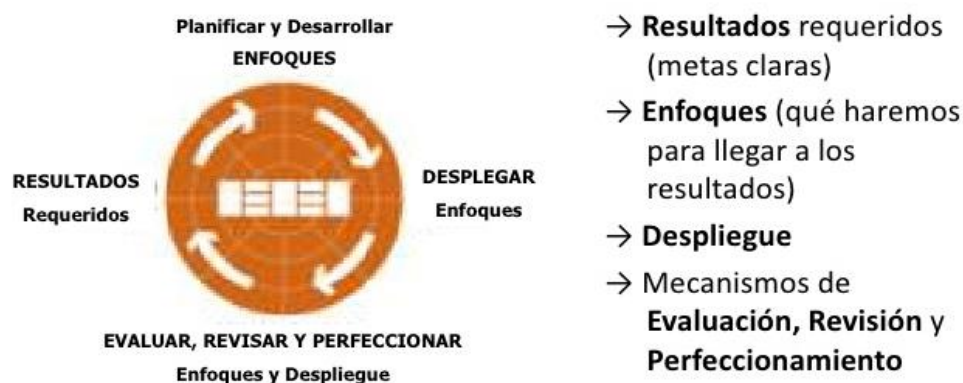 Planificar y Desarrollar
ENFOQUES
RESULTADOS
Requeridos
DESPLEGAR
Enfoques
EVALUAR, REVISAR Y PERFECCIONAR
Enfoques y Despliegue
→ Resultados requeridos
(metas claras)
→ Enfoques (qué haremos
para llegar a los
resultados)
→ Despliegue
→ Mecanismos de
Evaluación, Revisión y
Perfeccionamiento